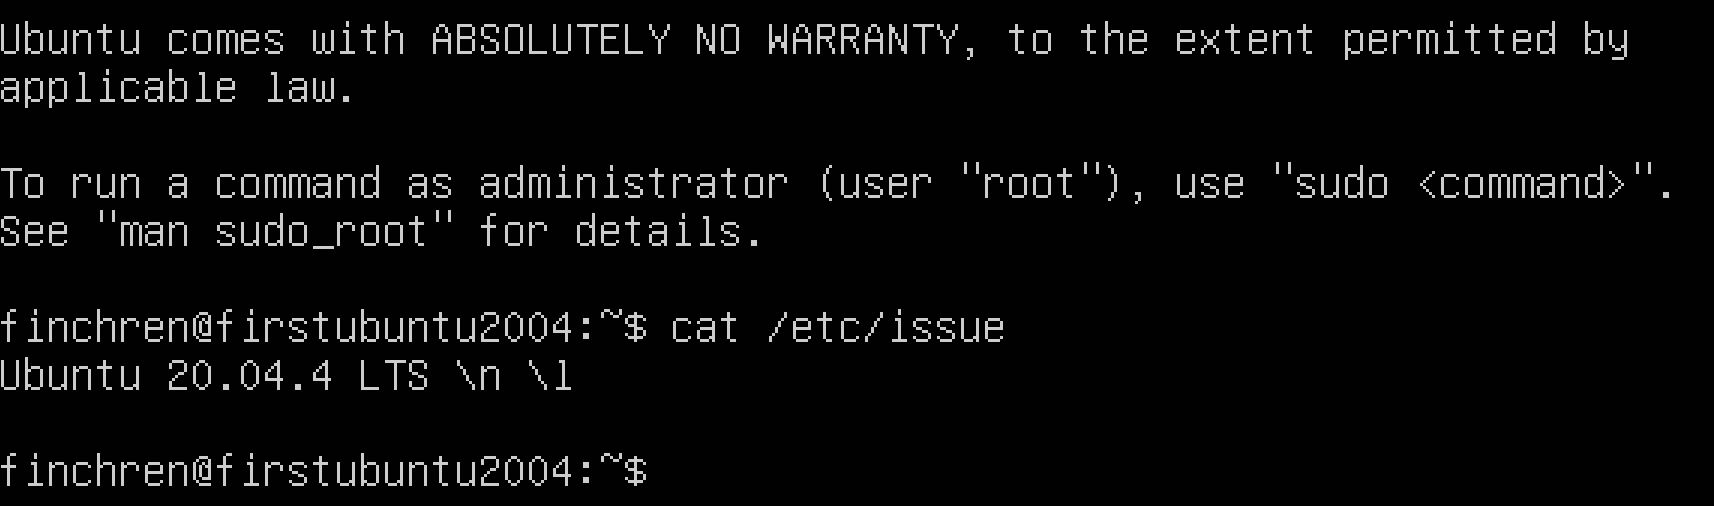 Ubuntu comes with ABSOLUTELY NO WARRANTY, to the extent permitted by
applicable law.
To run a command as administrator (user "root"), use "sudo <command>".
See "man sudo_root" for details.
finchren@firstubuntu2004:~$ cat /etc/issue
Ubuntu 20.04.4 LTS \n \l
finchren@firstubuntu2004:~$